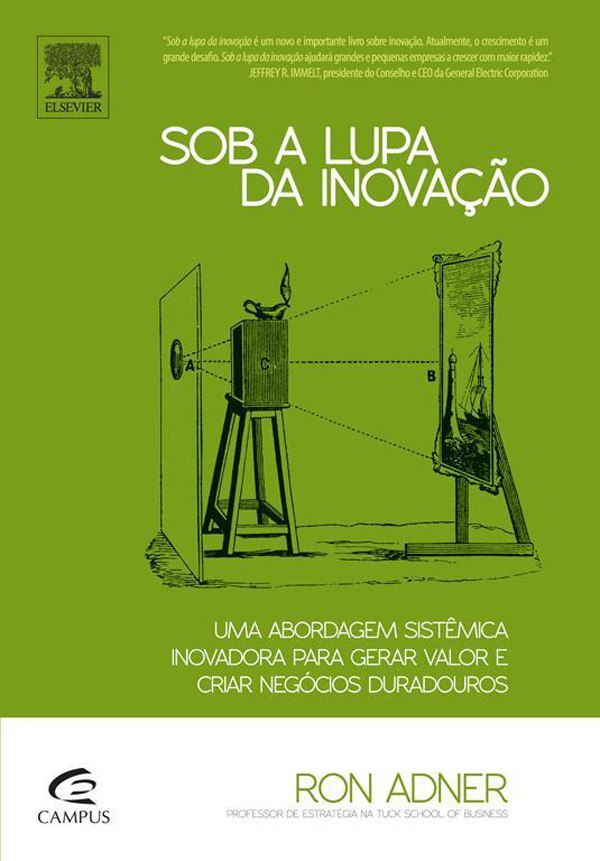 "Sob a lupa da inovação é um novo e importante livro sobre inovação. Atualmente, o crescimento é um
grande desafio. Sob a lupa da inovação ajudará grandes e pequenas empresas a crescer com maior rapidez."
JEFFREY R. IMMELT, presidente do Conselho e CEO da General Electric Corporation
ELSEVIER
SOB A LUPA
DA INOVAÇÃO
A
C
B
UMA ABORDAGEM SISTÊMICA
INOVADORA PARA GERAR VALOR E
CRIAR NEGÓCIOS DURADOUROS
CAMPUS
RON ADNER
PROFESSOR DE ESTRATÉGIA NA TUCK SCHOOL OF BUSINESS